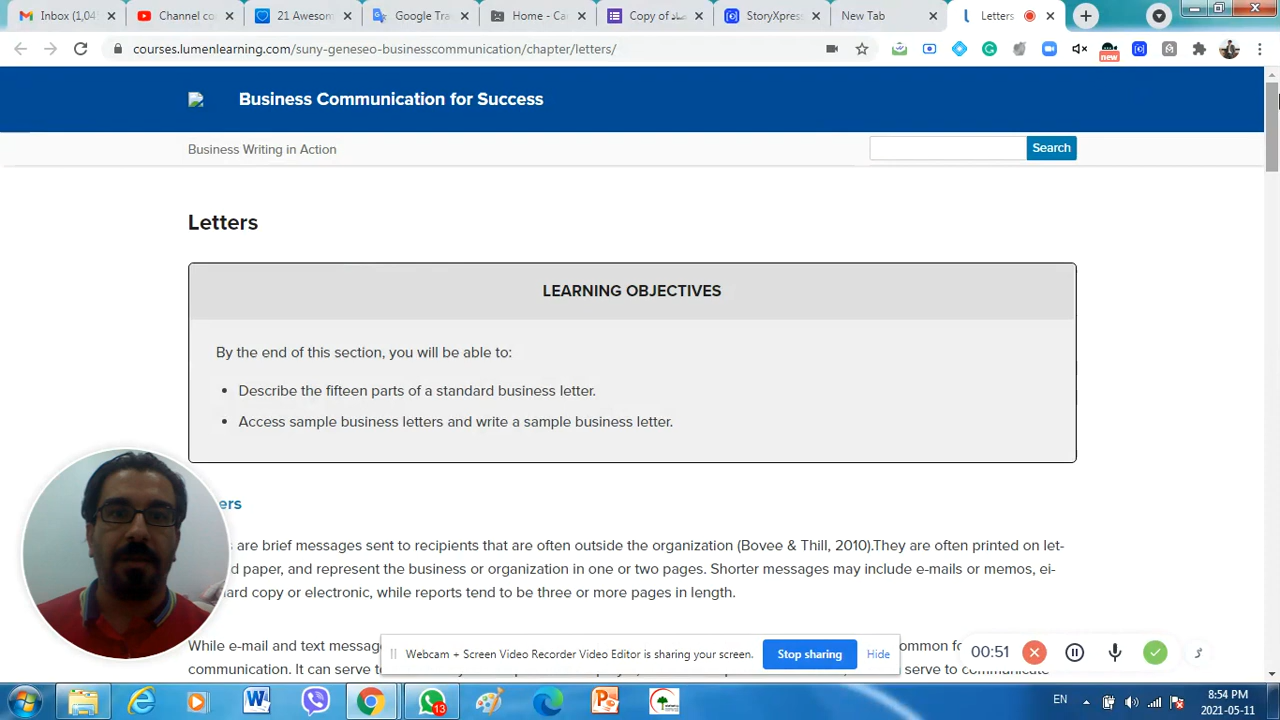 Inbox (1,04
Channel co
21 Awesom
Google Tra
Home - Co
Copy of
StoryXpres
New Tab
Letters
courses.lumenlearning.com/suny-geneseo-businesscommunication/chapter/letters/
new
Business Communication for Success
Business Writing in Action
Search
Letters
LEARNING OBJECTIVES
By the end of this section, you will be able to:
• Describe the fifteen parts of a standard business letter.
• Access sample business letters and write a sample business letter.
ers
are brief messages sent to recipients that are often outside the organization (Bovee & Thill, 2010).They are often printed on let-
d paper, and represent the business or organization in one or two pages. Shorter messages may include e-mails or memos, ei-
ard copy or electronic, while reports tend to be three or more pages in length.
While e-mail and text messag
ommon fo
communication. It can serve to
serve to communicate
Webcam + Screen Video Recorder Video Editor is sharing your screen.
Stop sharing
Hide
00:51
13
EN
8:54 PM
2021-05-11